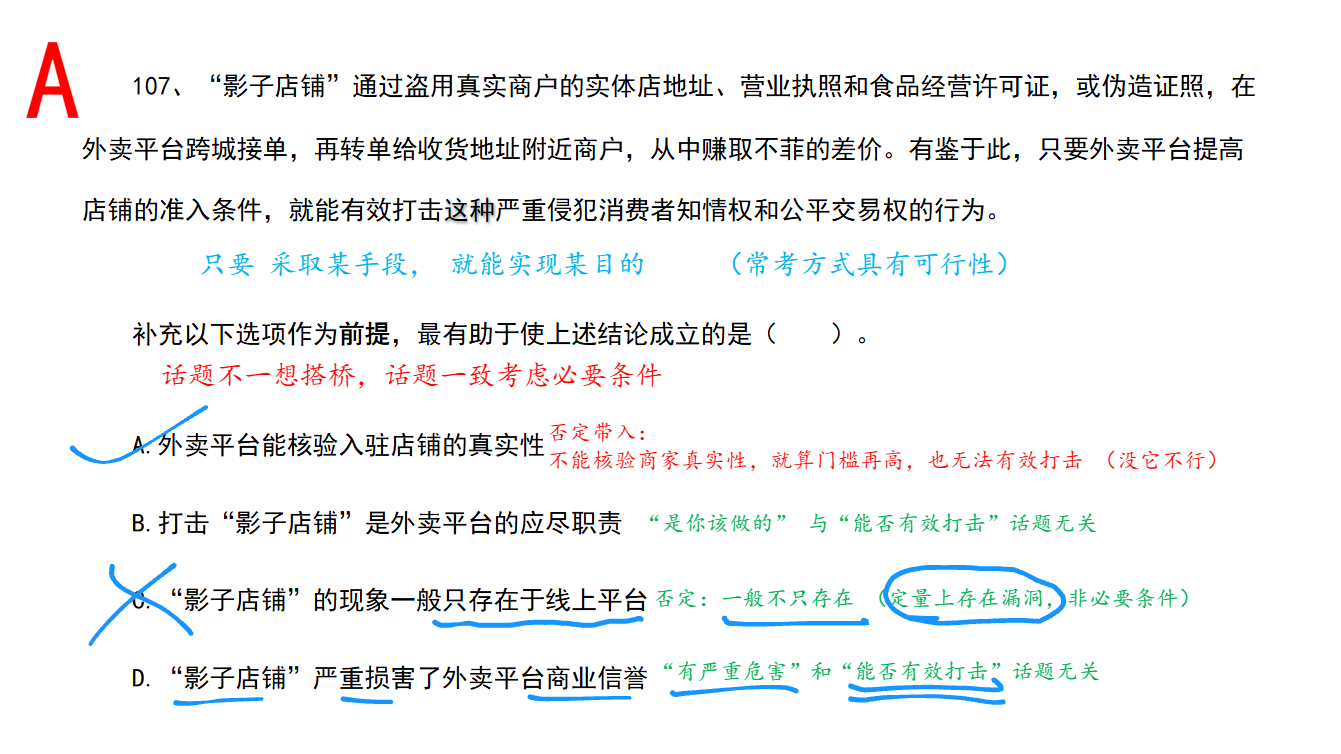 A
107、“影子店铺”通过盗用真实商户的实体店地址、营业执照和食品经营许可证，或伪造证照，在
外卖平台跨城接单，再转单给收货地址附近商户，从中赚取不菲的差价。有鉴于此，只要外卖平台提高
店铺的准入条件，就能有效打击这种严重侵犯消费者知情权和公平交易权的行为。
只要 采取某手段， 就能实现某目的 （常考方式具有可行性）
补充以下选项作为前提，最有助于使上述结论成立的是（ ）。
话题不一想搭桥，话题一致考虑必要条件
A.外卖平台能核验入驻店铺的真实性
否定带入：
不能核验商家真实性，就算门槛再高，也无法有效打击 （没它不行）
B.打击“影子店铺”是外卖平台的应尽职责 “是你该做的” 与“能否有效打击”话题无关
C.“影子店铺”的现象一般只存在于线上平台 否定：一般不只存在 （定量上存在漏洞，非必要条件）
D.“影子店铺”严重损害了外卖平台商业信誉 “有严重危害”和“能否有效打击”话题无关